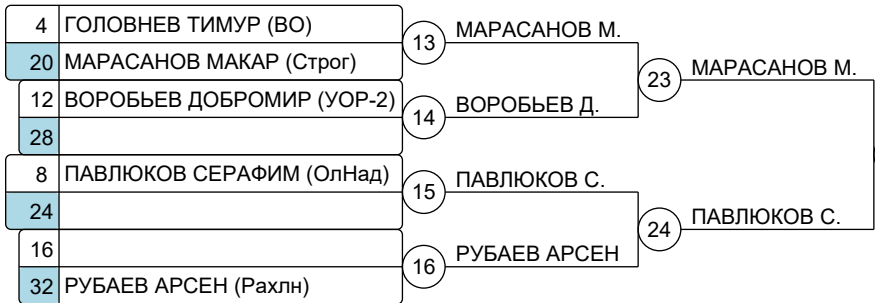 4 ГОЛОВНЕВ ТИМУР (ВО)
20 МАРАСАНОВ МАКАР (Строг)
13 МАРАСАНОВ М.
12 ВОРОБЬЕВ ДОБРОМИР (УОР-2)
28
14 ВОРОБЬЕВ Д.
23 МАРАСАНОВ М.
8 ПАВЛЮКОВ СЕРАФИМ (ОлНад)
24
15 ПАВЛЮКОВ С.
16
32 РУБАЕВ АРСЕН (Рахлн)
16 РУБАЕВ АРСЕН
24 ПАВЛЮКОВ С.